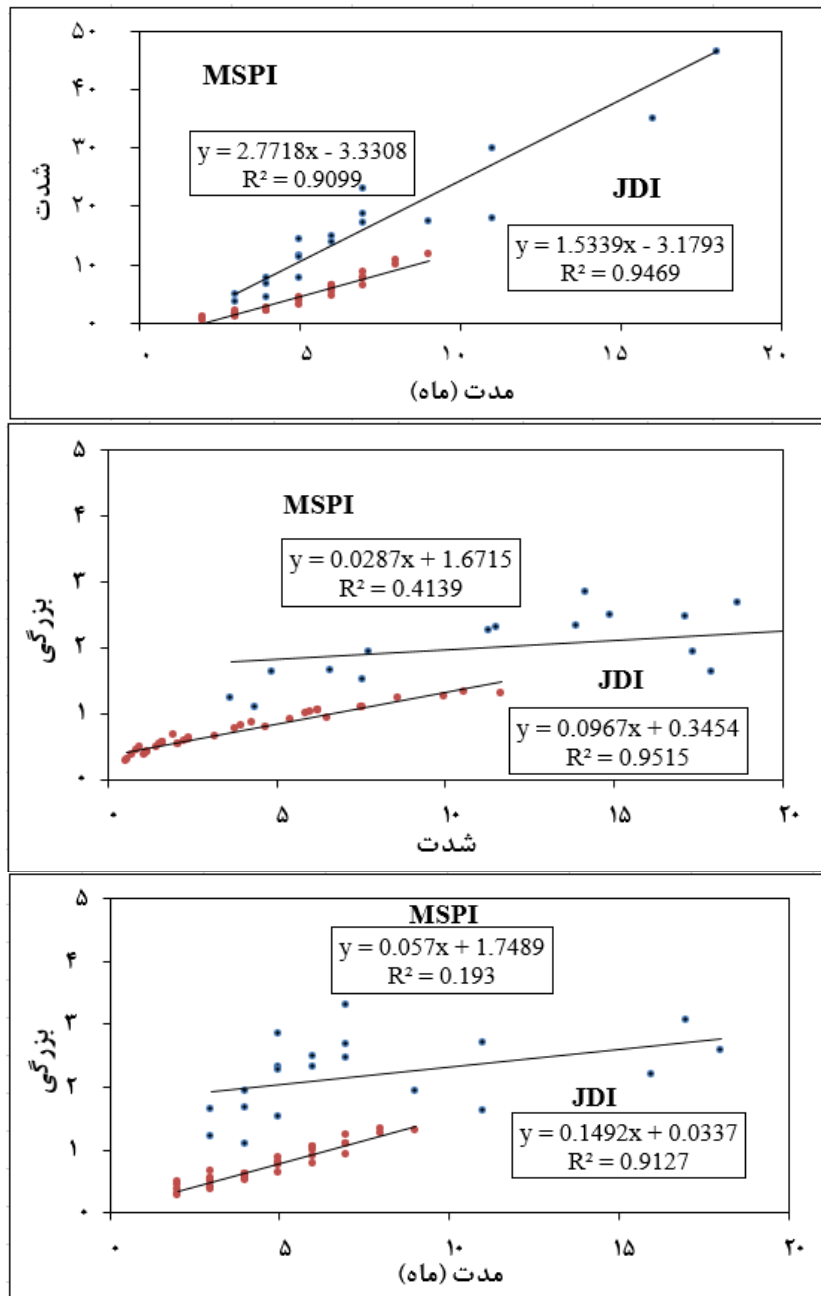 ۵۰
۴۰
۳۰
۲۰
۱۰
۰
شدت
MSPI
y = 2.7718x - 3.3308
R² = 0.9099
JDI
y = 1.5339x - 3.1793
R² = 0.9469
۰ ۵ ۱۰ ۱۵ ۲۰
مدت (ماه)
۵
۴
۳
۲
۱
۰
بزرگی
MSPI
y = 0.0287x + 1.6715
R² = 0.4139
JDI
y = 0.0967x + 0.3454
R² = 0.9515
۰ ۵ ۱۰ ۱۵ ۲۰
شدت
۵
۴
۳
۲
۱
۰
بزرگی
MSPI
y = 0.057x + 1.7489
R² = 0.193
JDI
y = 0.1492x + 0.0337
R² = 0.9127
۰ ۵ ۱۰ ۱۵ ۲۰
مدت (ماه)